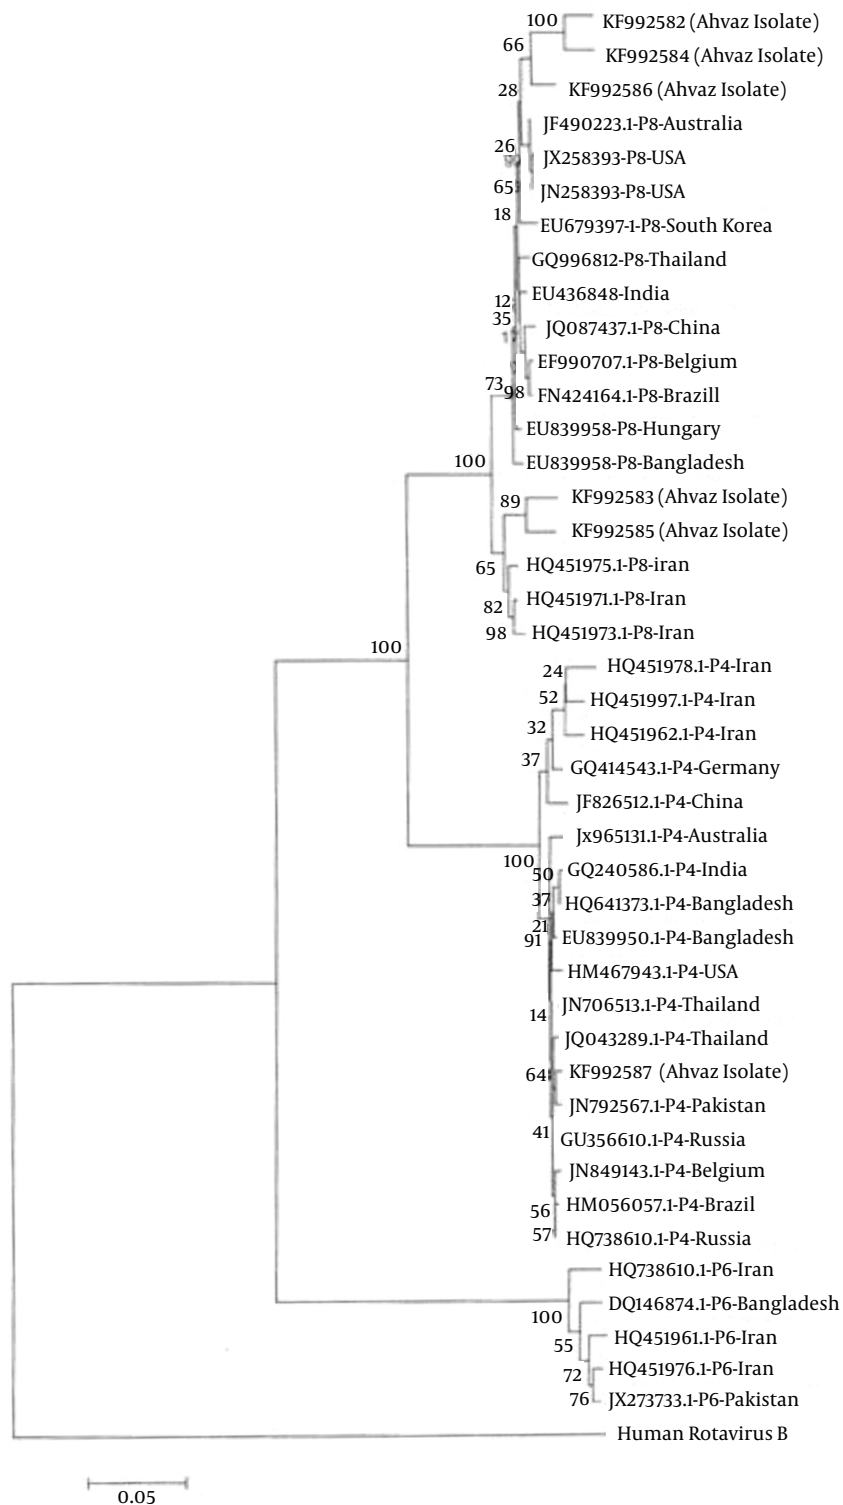 100 KF992582 (Ahvaz Isolate)
66
KF992584 (Ahvaz Isolate)
28 KF992586 (Ahvaz Isolate)
JF490223.1-P8-Australia
26
JX258393-P8-USA
65 JN258393-P8-USA
18
EU679397-1-P8-South Korea
GQ996812-P8-Thailand
12 EU436848-India
35
JQ087437.1-P8-China
EF990707.1-P8-Belgium
73
98 FN424164.1-P8-Brazill
EU839958-P8-Hungary
100 EU839958-P8-Bangladesh
89 KF992583 (Ahvaz Isolate)
KF992585 (Ahvaz Isolate)
65 HQ451975.1-P8-iran
82 HQ451971.1-P8-Iran
98 HQ451973.1-P8-Iran
100
24 HQ451978.1-P4-Iran
52 HQ451997.1-P4-Iran
32 HQ451962.1-P4-Iran
37 GQ414543.1-P4-Germany
JF826512.1-P4-China
Jx965131.1-P4-Australia
100
50 GQ240586.1-P4-India
37 HQ641373.1-P4-Bangladesh
21
91 EU839950.1-P4-Bangladesh
HM467943.1-P4-USA
14 JN706513.1-P4-Thailand
JQ043289.1-P4-Thailand
64 KF992587 (Ahvaz Isolate)
JN792567.1-P4-Pakistan
41 GU356610.1-P4-Russia
JN849143.1-P4-Belgium
56 HM056057.1-P4-Brazil
57 HQ738610.1-P4-Russia
HQ738610.1-P6-Iran
100 DQ146874.1-P6-Bangladesh
55 HQ451961.1-P6-Iran
72 HQ451976.1-P6-Iran
76 JX273733.1-P6-Pakistan
Human Rotavirus B
0.05